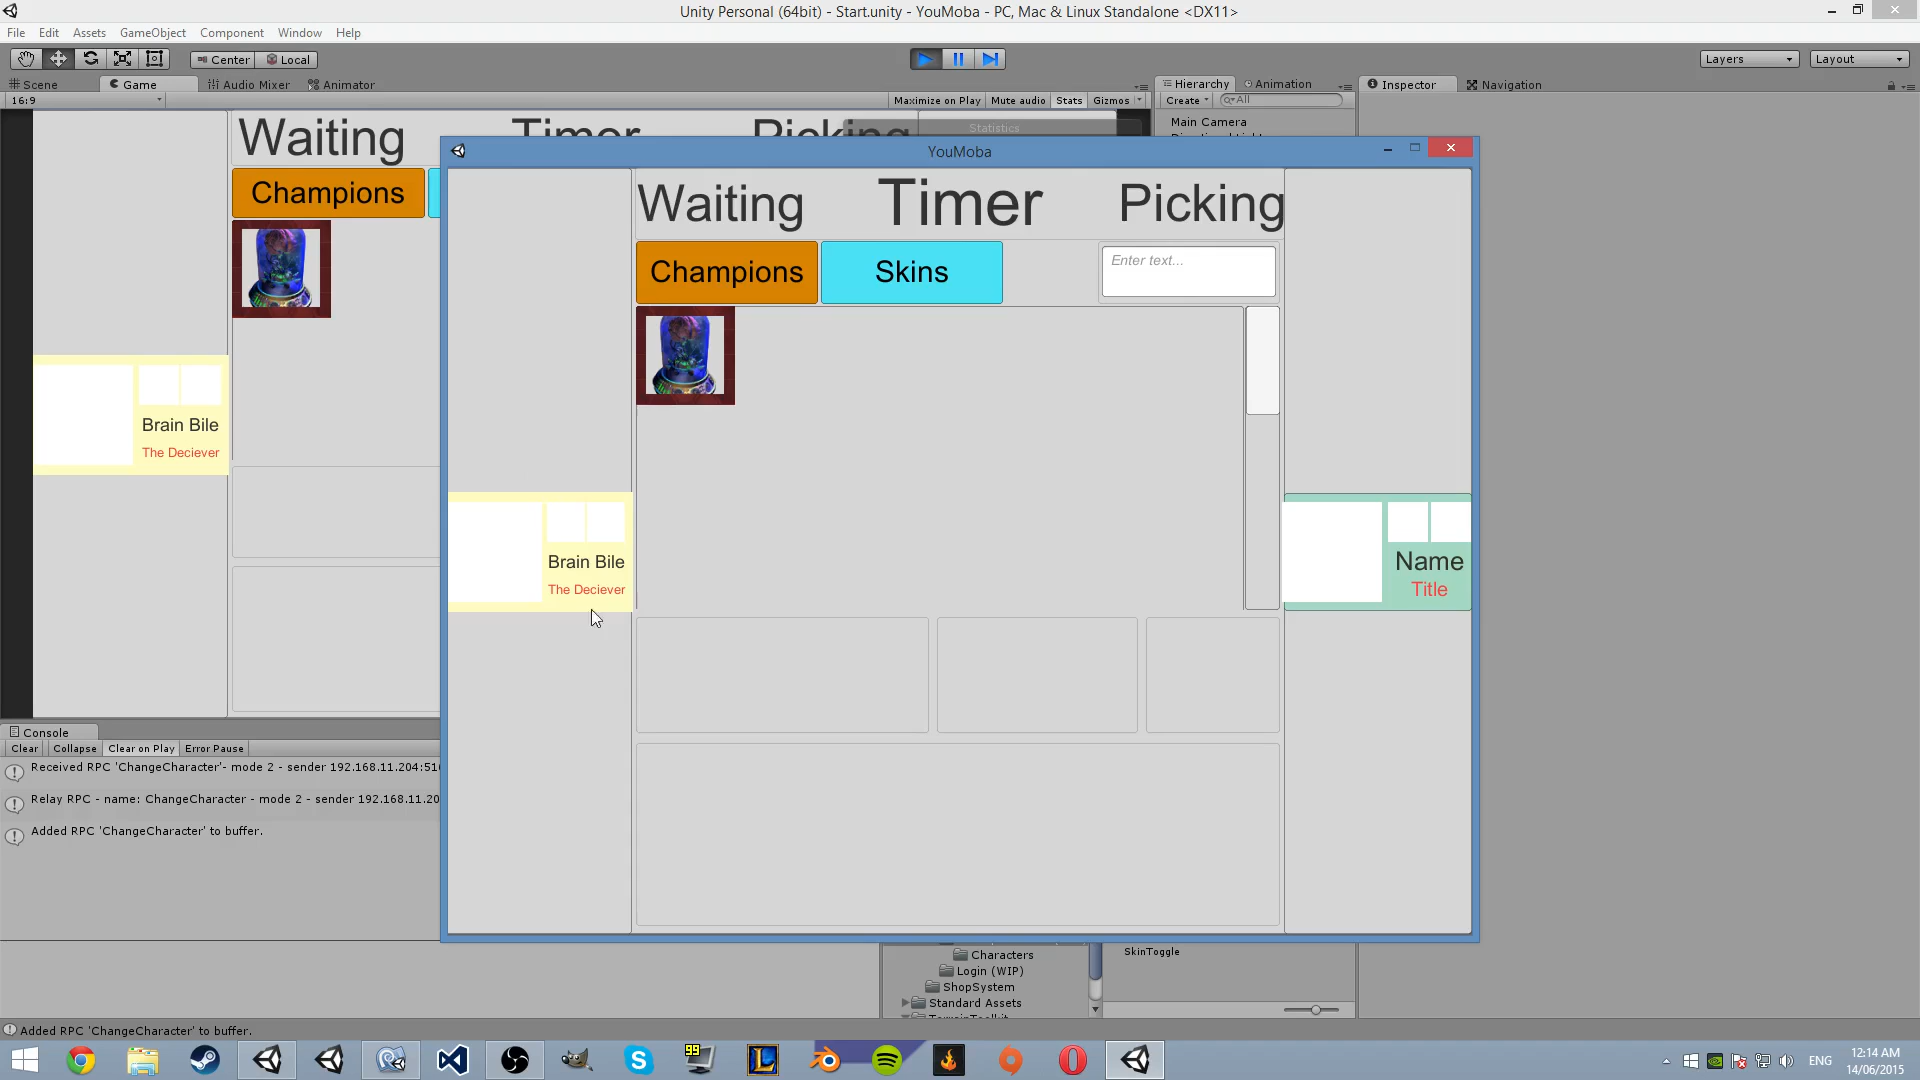 Unity Personal (64bit) - Start.unity - YouMoba - PC, Mac & Linux Standalone <DX11>
File Edit Assets GameObject Component Window Help
Center Local Layers Layout
Scene Game Audio Mixer Animator Hierarchy Animation Inspector Navigation
16:9 Maximize on Play Mute audio Stats Gizmos Create All
Waiting Timer Picking
Statistics
Main Camera
Champions
Brain Bile
The Deciever
YouMoba
Waiting Timer Picking
Champions Skins Enter text...
Brain Bile
The Deciever
Name
Title
Console
Clear Collapse Clear on Play Error Pause
Received RPC 'ChangeCharacter'- mode 2 - sender 192.168.11.204:51
Relay RPC - name: ChangeCharacter - mode 2 - sender 192.168.11.20
Added RPC 'ChangeCharacter' to buffer.
Characters
Login (WIP)
ShopSystem
Standard Assets
SkinToggle
Added RPC 'ChangeCharacter' to buffer.
99
L
ENG
12:14 AM
14/06/2015